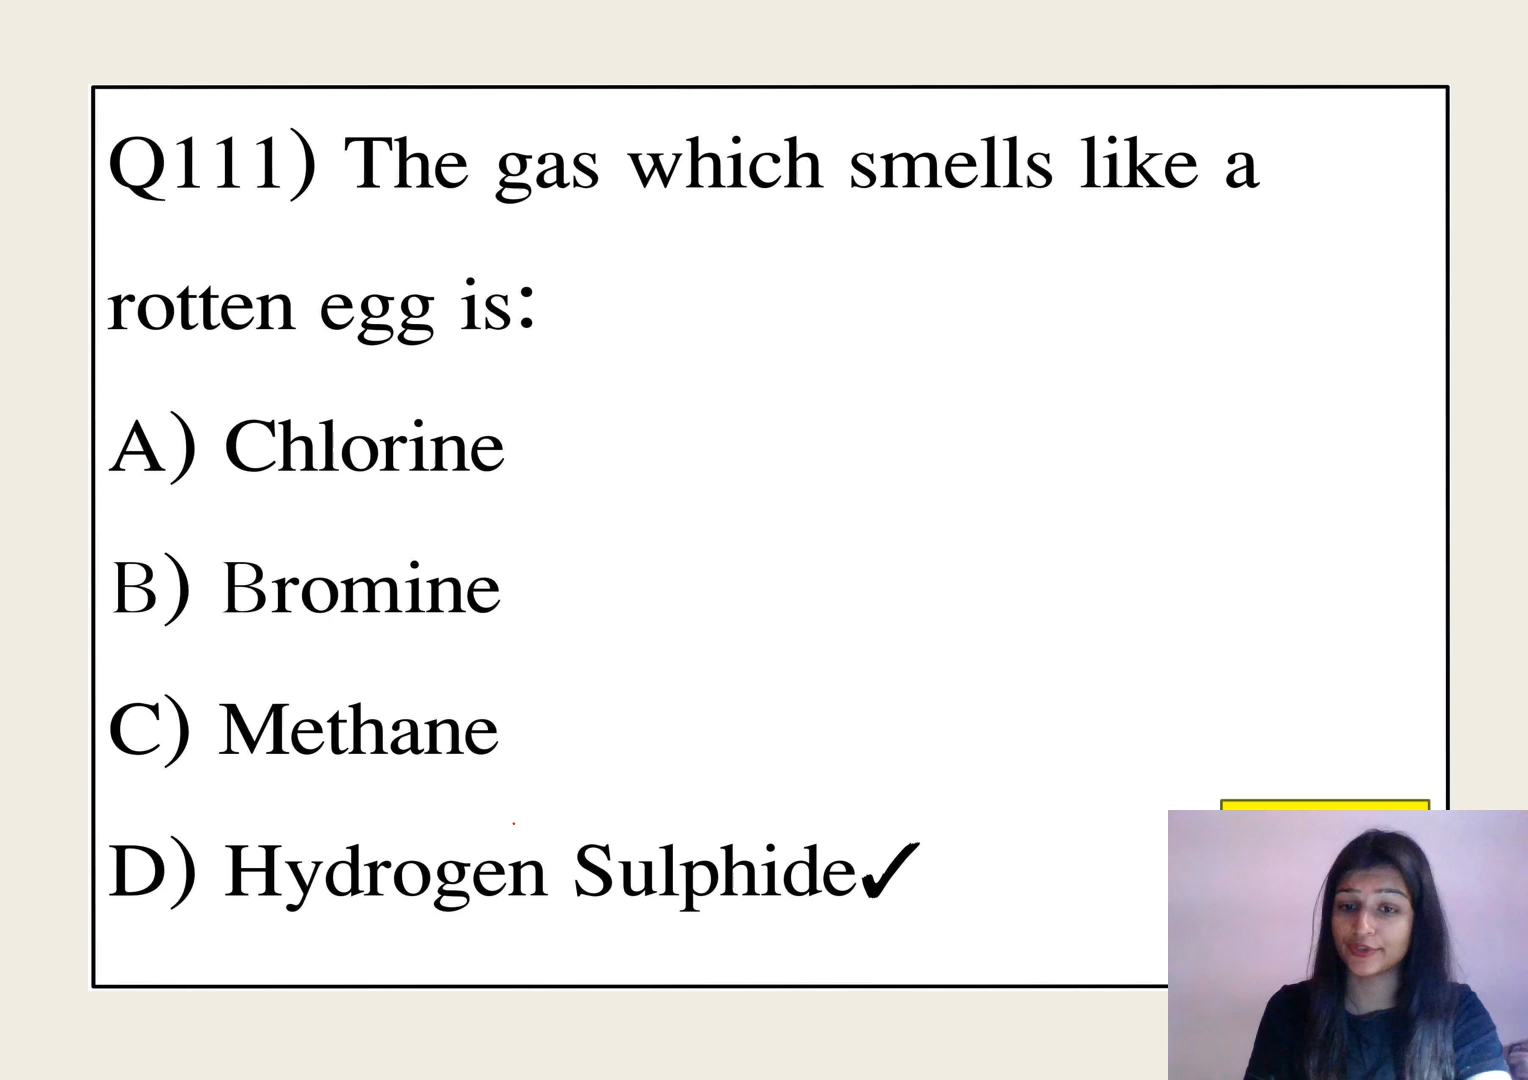 Q111) The gas which smells like a
rotten egg is:
A) Chlorine
B) Bromine
C) Methane
D) Hydrogen Sulphide✓